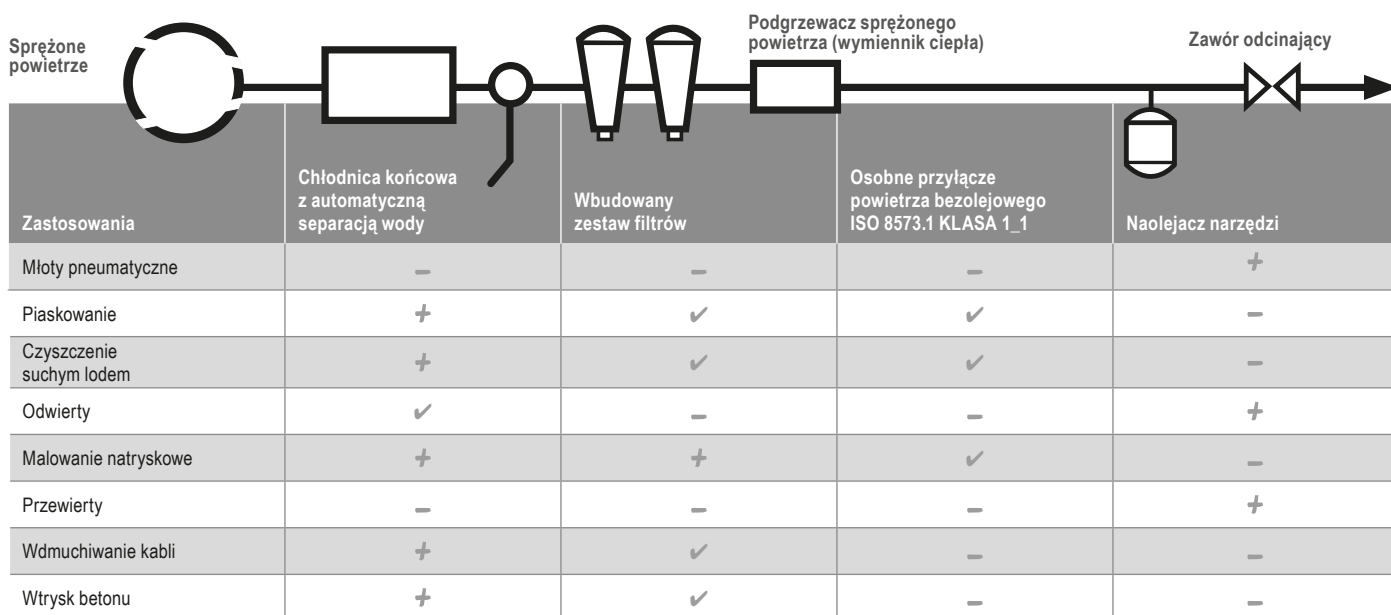 Sprężone
powietrze
Podgrzewacz sprężonego
powietrza (wymiennik ciepła)
Zawór odcinający
Zastosowania
Chłodnica końcowa
z automatyczną
separacją wody
Wbudowany
zestaw filtrów
Osobne przyłącze
powietrza bezolejowego
ISO 8573.1 KLASA 1_1
Naolejacz narzędzi
Młoty pneumatyczne – – – +
Piaskowanie + ✔ ✔ –
Czyszczenie
suchym lodem + ✔ ✔ –
Odwierty ✔ – – +
Malowanie natryskowe + + ✔ –
Przewierty – – – +
Wdmuchiwanie kabli + ✔ – –
Wtrysk betonu + ✔ – –